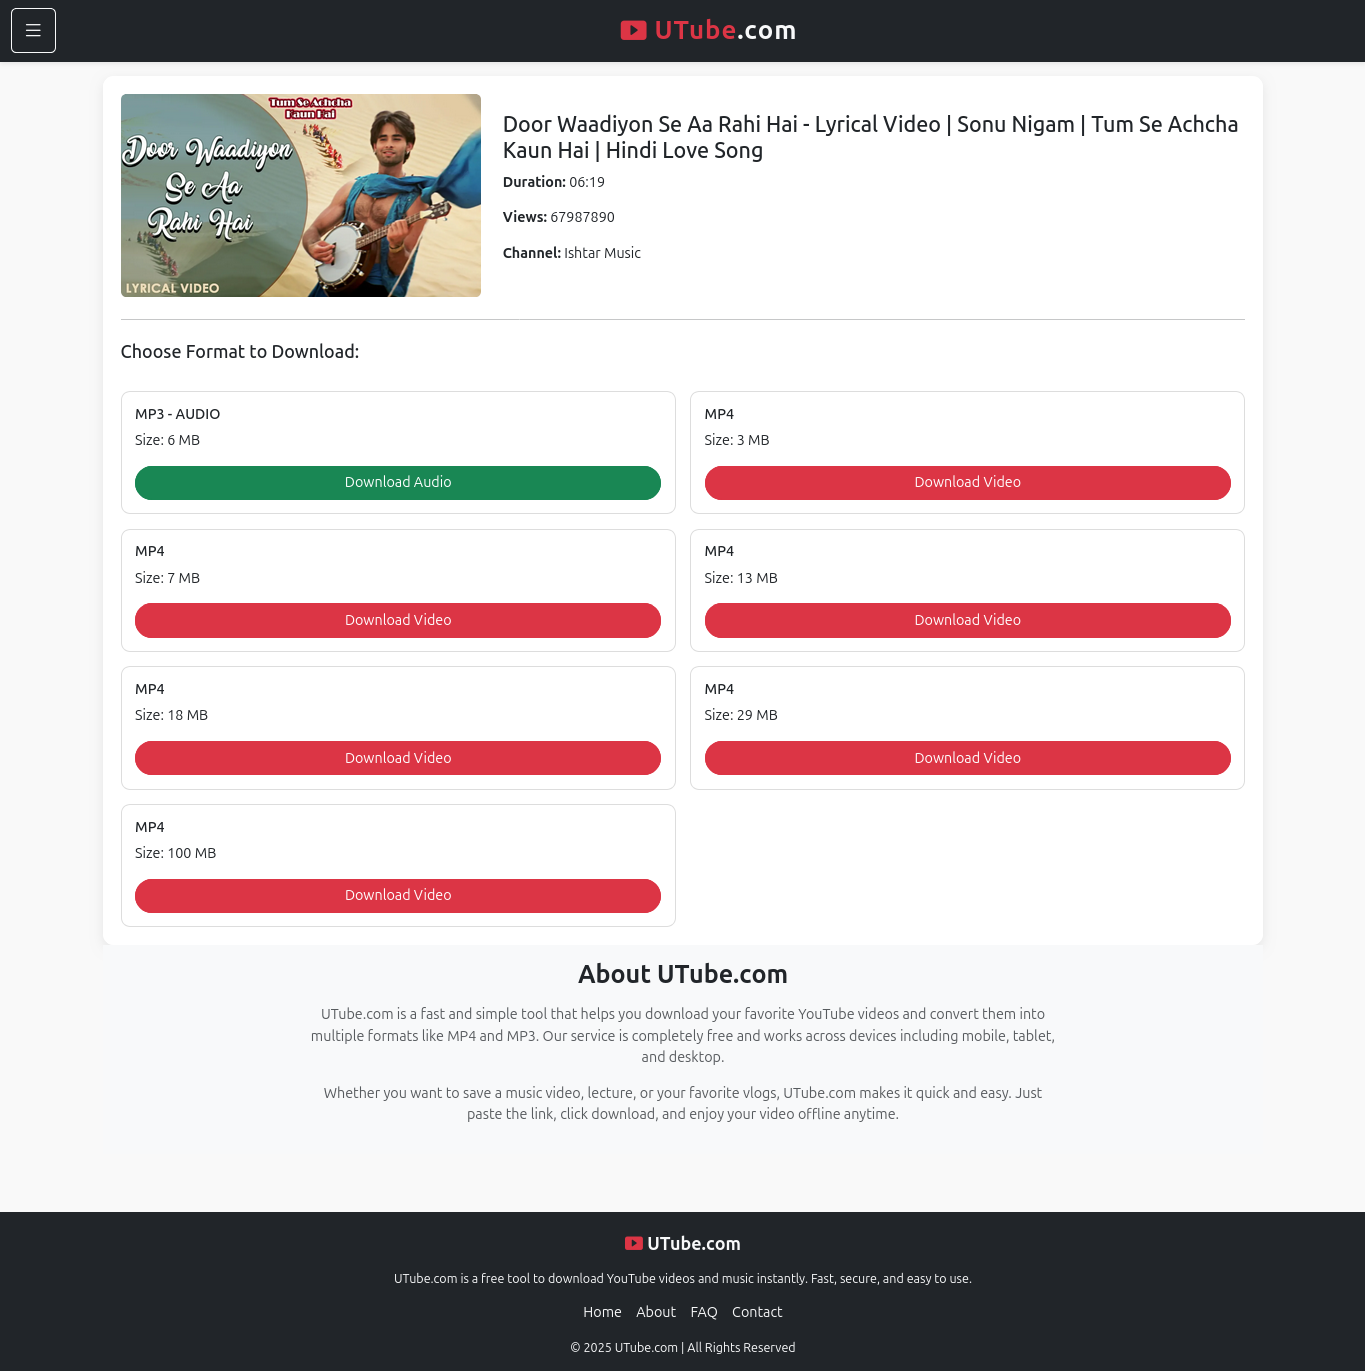 UTube.com
Tum Se Achcha
Kaun Hai
Door Waadiyon
Se Aa
Rahi Hai
LYRICAL VIDEO
Door Waadiyon Se Aa Rahi Hai - Lyrical Video | Sonu Nigam | Tum Se Achcha
Kaun Hai | Hindi Love Song
Duration: 06:19
Views: 67987890
Channel: Ishtar Music
Choose Format to Download:
MP3 - AUDIO
Size: 6 MB
Download Audio
MP4
Size: 3 MB
Download Video
MP4
Size: 7 MB
Download Video
MP4
Size: 13 MB
Download Video
MP4
Size: 18 MB
Download Video
MP4
Size: 29 MB
Download Video
MP4
Size: 100 MB
Download Video
About UTube.com
UTube.com is a fast and simple tool that helps you download your favorite YouTube videos and convert them into
multiple formats like MP4 and MP3. Our service is completely free and works across devices including mobile, tablet,
and desktop.
Whether you want to save a music video, lecture, or your favorite vlogs, UTube.com makes it quick and easy. Just
paste the link, click download, and enjoy your video offline anytime.
UTube.com
UTube.com is a free tool to download YouTube videos and music instantly. Fast, secure, and easy to use.
Home About FAQ Contact
© 2025 UTube.com | All Rights Reserved